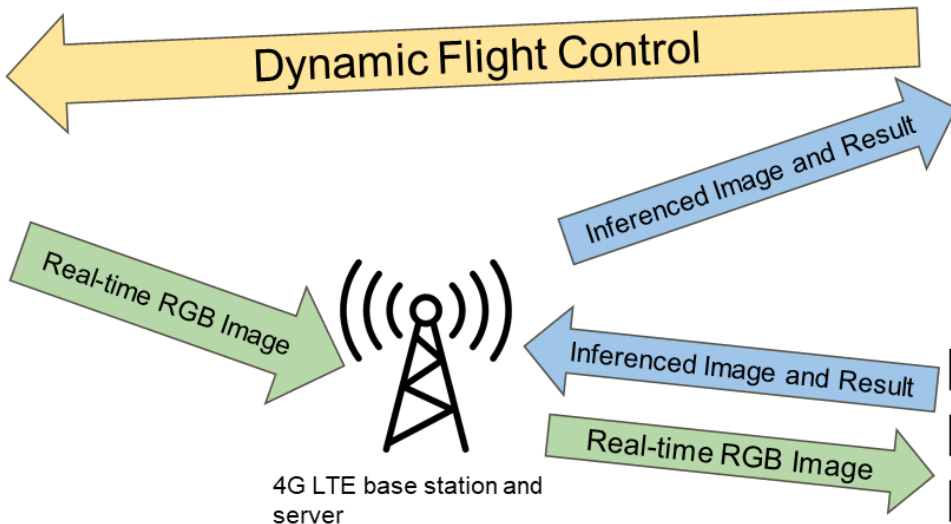 Dynamic Flight Control
Inferenced Image and Result
Real-time RGB Image
Inferenced Image and Result
Real-time RGB Image
4G LTE base station and
server